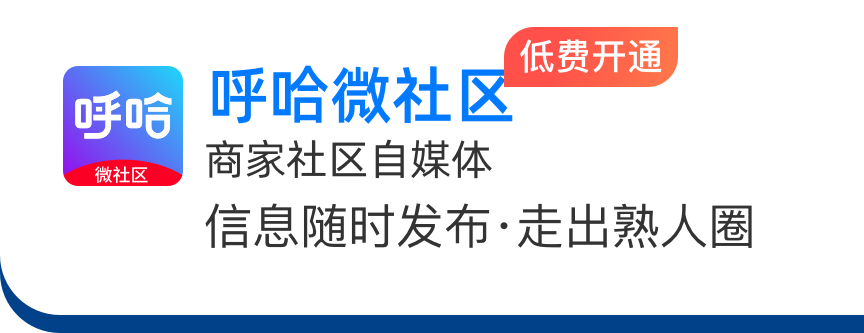 低费开通
呼哈微社区
呼哈
微社区
商家社区自媒体
信息随时发布·走出熟人圈